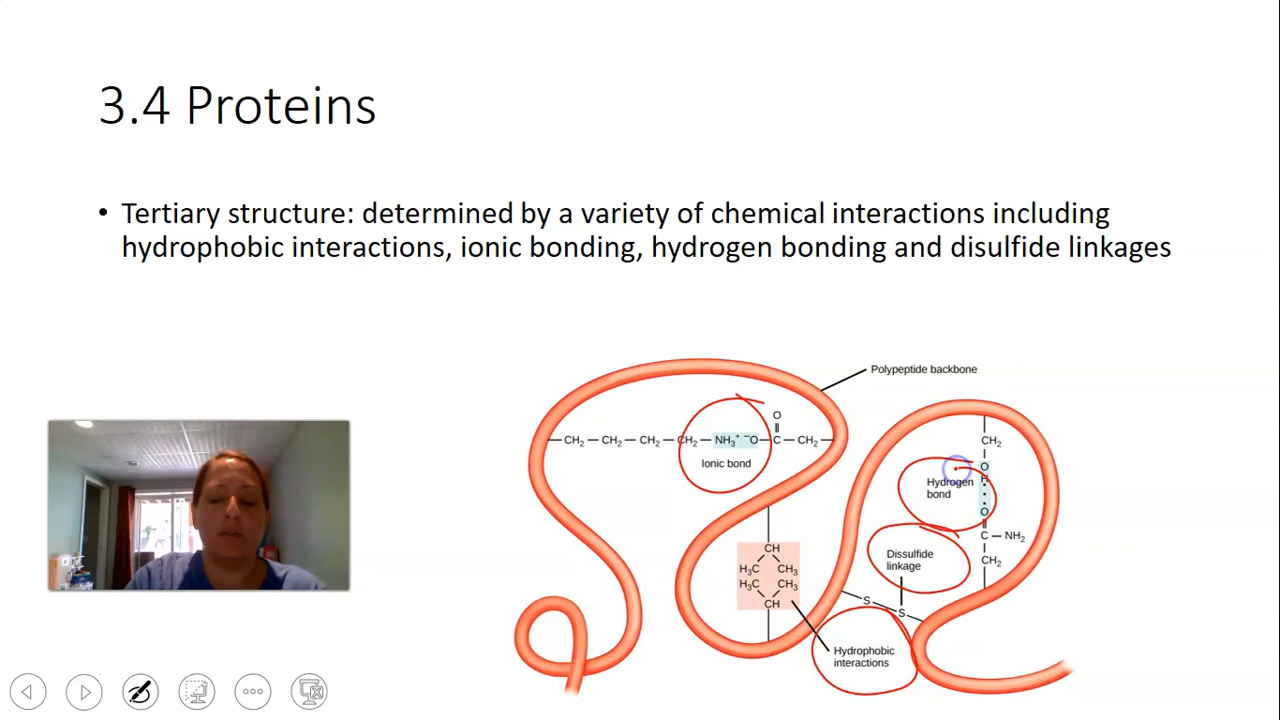 3.4 Proteins
• Tertiary structure: determined by a variety of chemical interactions including
hydrophobic interactions, ionic bonding, hydrogen bonding and disulfide linkages
Polypeptide backbone
O
CH₂ — CH₂ — CH₂ — CH₂ — NH₃⁺ ⁻O — C — CH₂
Ionic bond
CH₂
O
H
Hydrogen
bond
O
C — NH₂
CH₂
Dissulfide
linkage
S
S
CH
H₃C CH₃
H₃C CH₃
CH
Hydrophobic
interactions